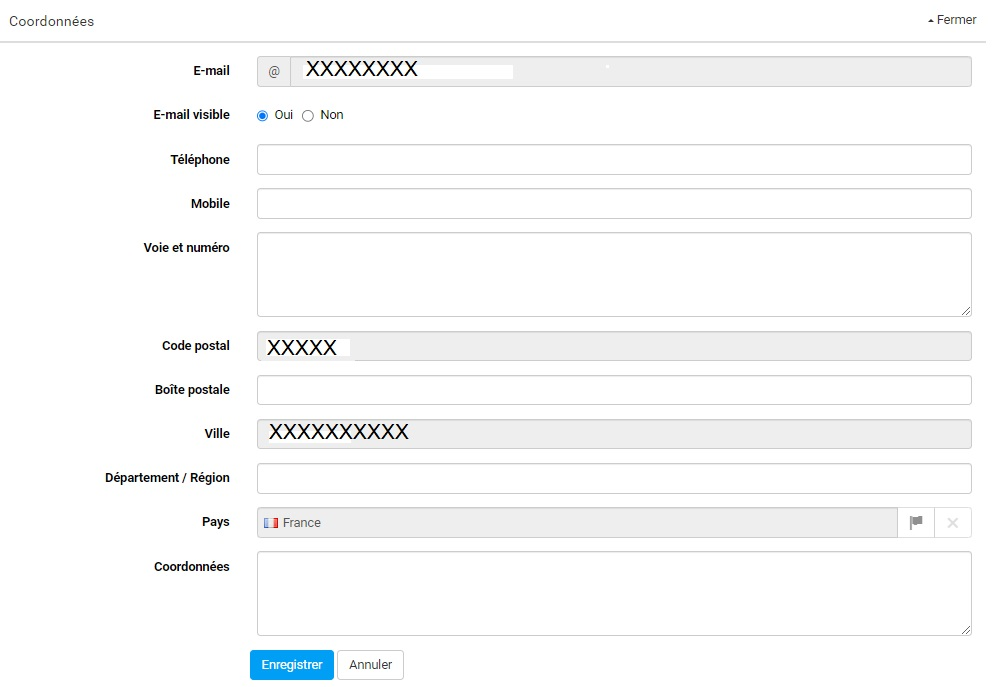 Coordonnées
Fermer
E-mail @ XXXXXXXX
E-mail visible Oui Non
Téléphone
Mobile
Voie et numéro
Code postal XXXXX
Boîte postale
Ville XXXXXXXXXX
Département / Région
Pays France
Coordonnées
Enregistrer Annuler